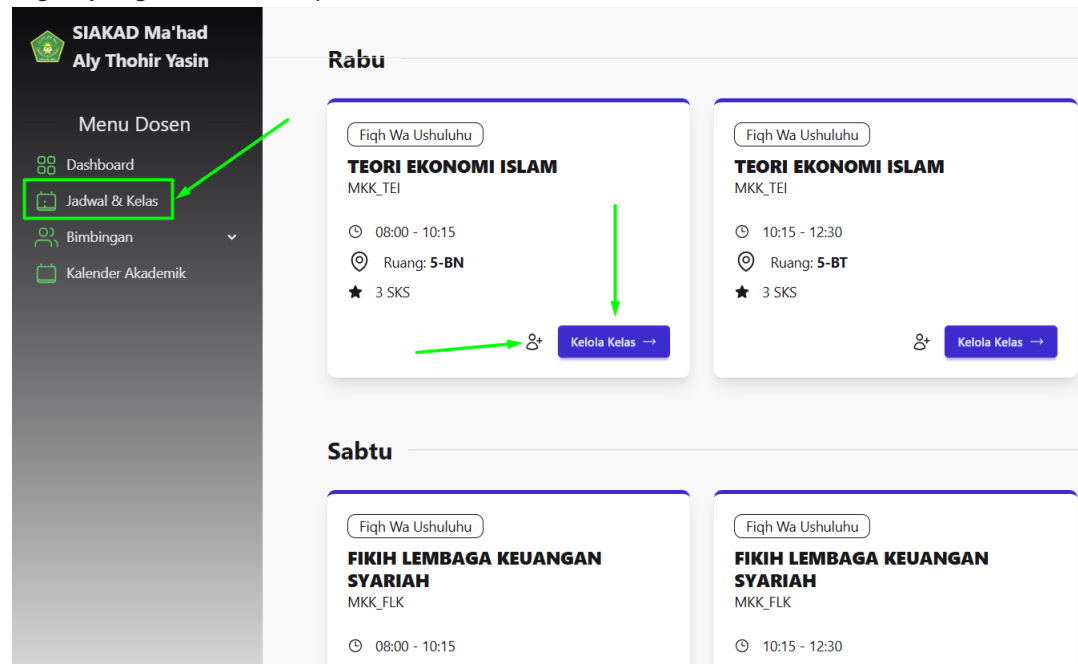 SIAKAD Ma'had
Aly Thohir Yasin
Menu Dosen
Dashboard
Jadwal & Kelas
Bimbingan
Kalender Akademik
Rabu
Fiqh Wa Ushuluhu
TEORI EKONOMI ISLAM
MKK_TEI
08:00 - 10:15
Ruang: 5-BN
3 SKS
Kelola Kelas →
Fiqh Wa Ushuluhu
TEORI EKONOMI ISLAM
MKK_TEI
10:15 - 12:30
Ruang: 5-BT
3 SKS
Kelola Kelas →
Sabtu
Fiqh Wa Ushuluhu
FIKIH LEMBAGA KEUANGAN
SYARIAH
MKK_FLK
08:00 - 10:15
Fiqh Wa Ushuluhu
FIKIH LEMBAGA KEUANGAN
SYARIAH
MKK_FLK
10:15 - 12:30